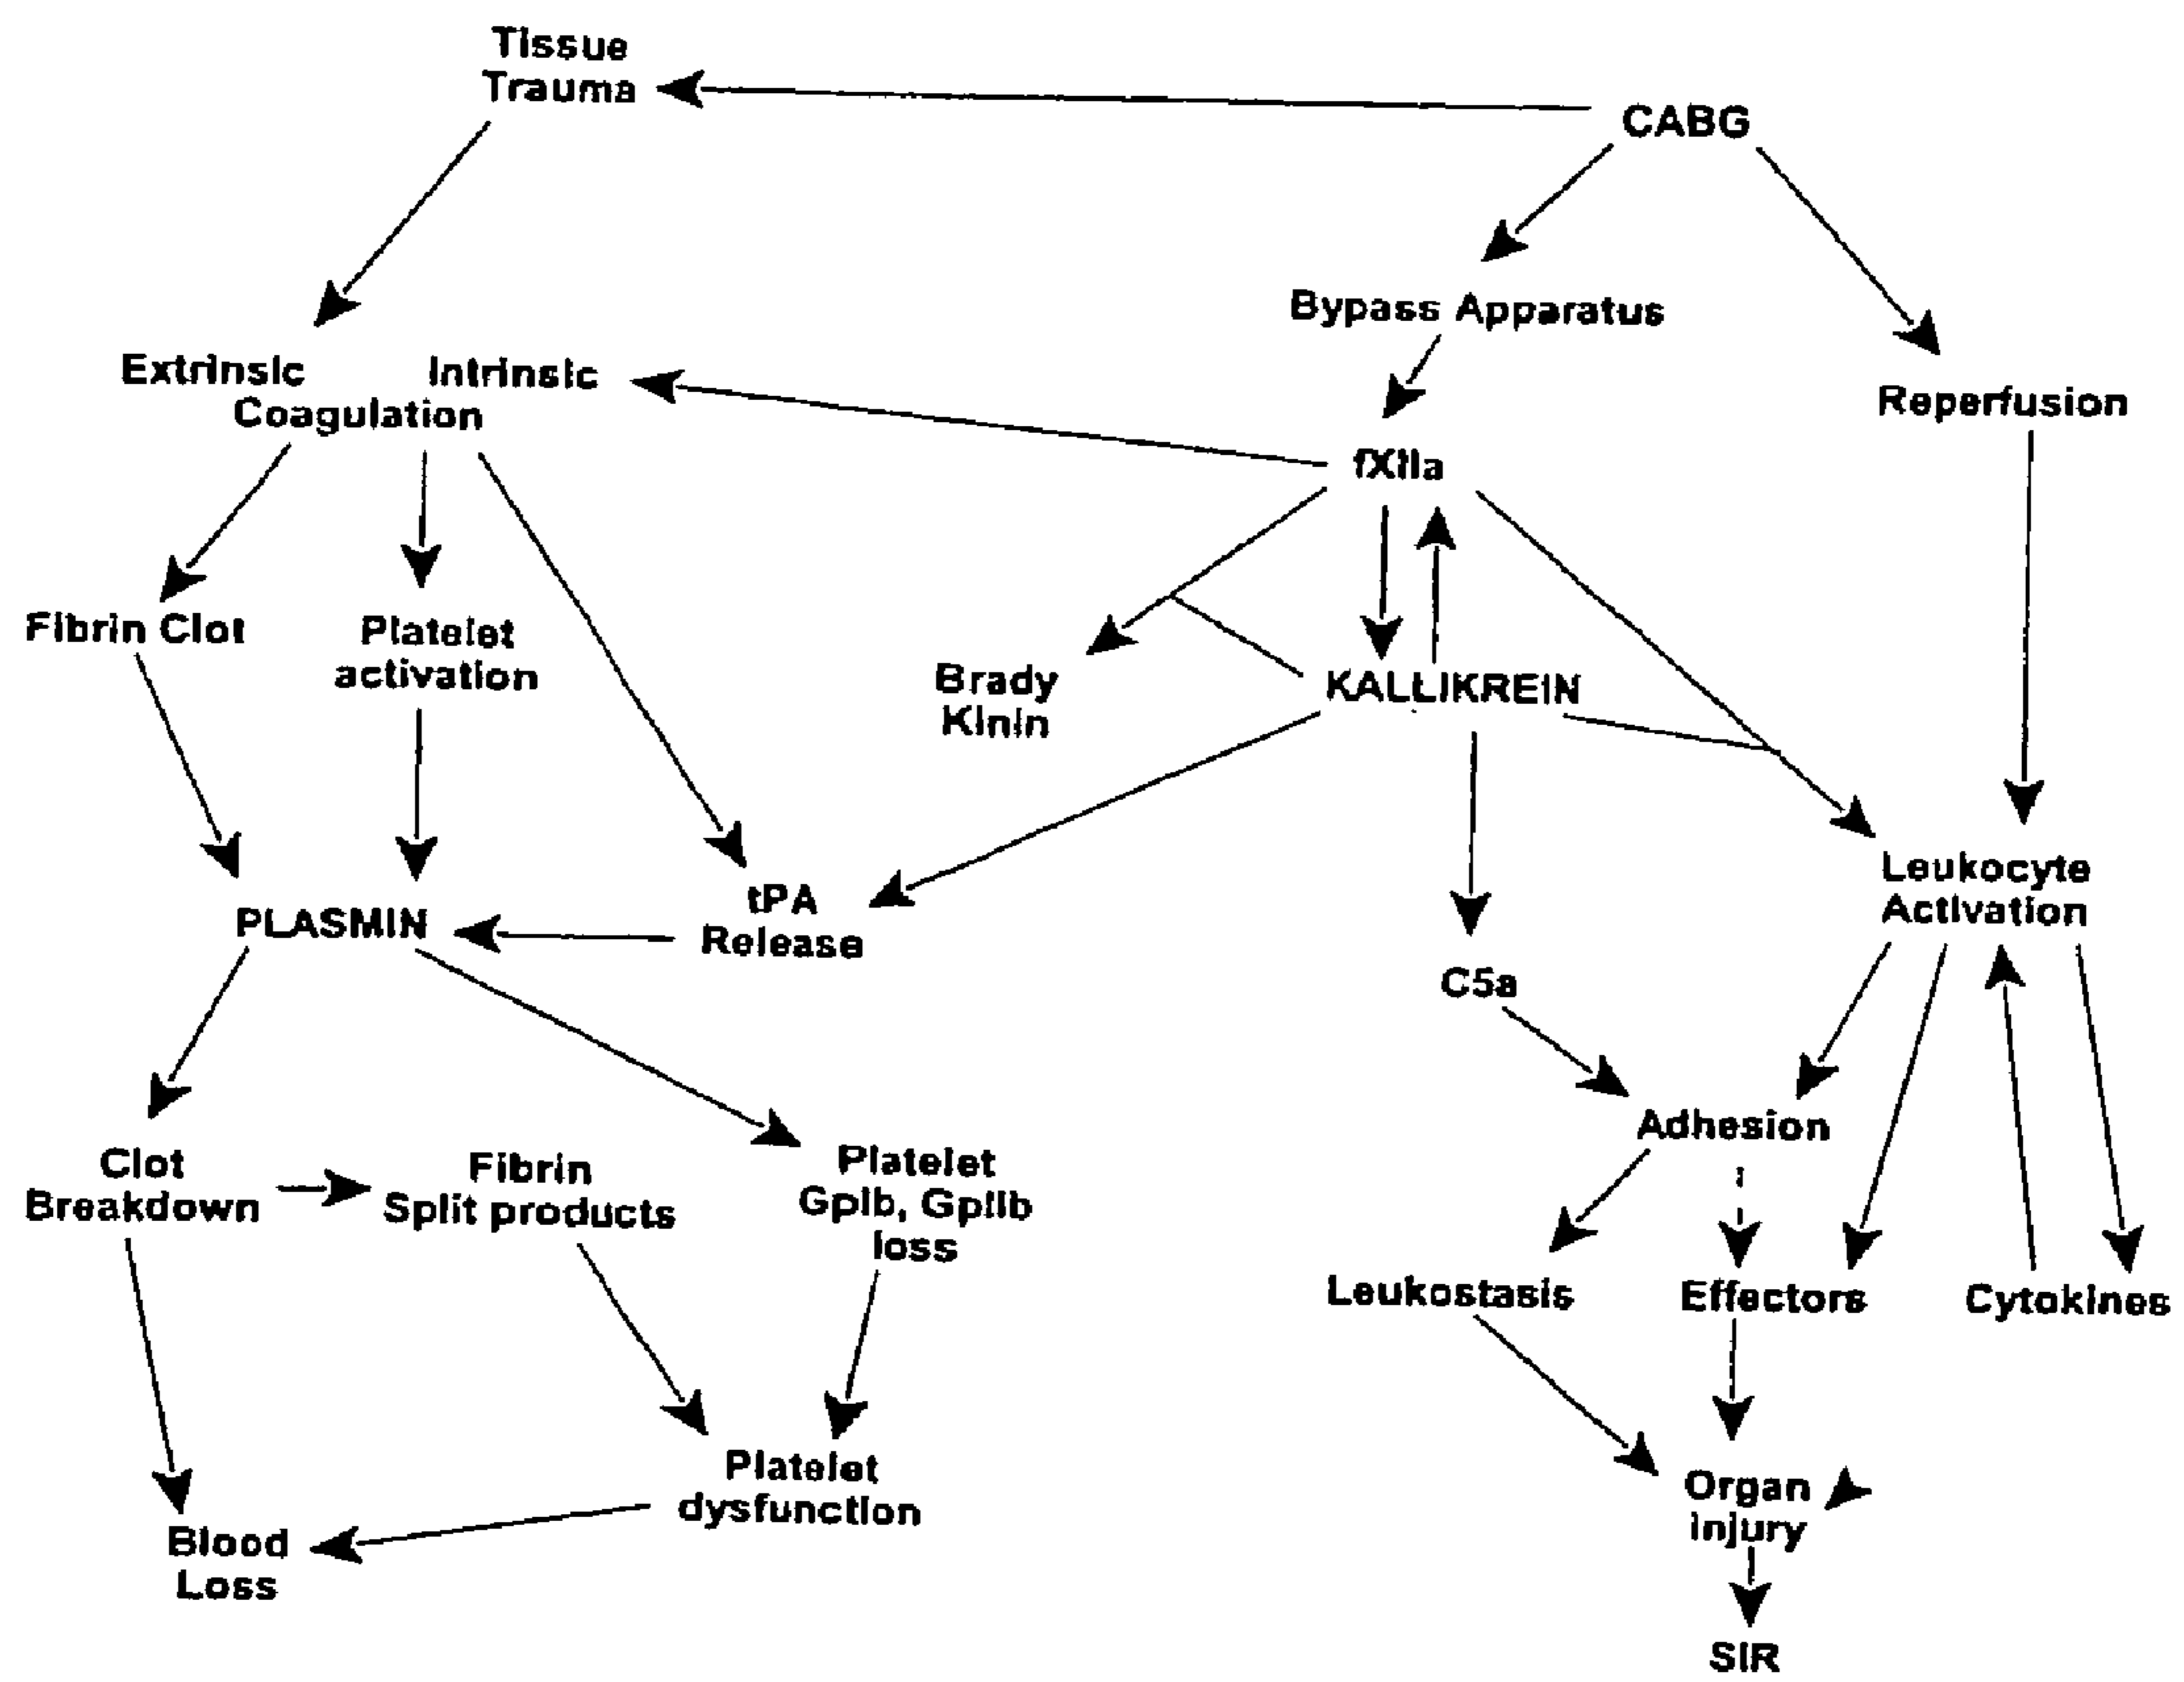 Tissue
Trauma
CABG
Bypass Apparatus
Extrinsic
Intrinsic
Coagulation
Reperfusion
fXIIa
Fibrin Clot
Platelet
activation
Brady
Kinin
KALLIKREIN
Leukocyte
Activation
PLASMIN
tPA
Release
C5a
Adhesion
Clot
Breakdown
Fibrin
Split products
Platelet
GpIb, GpIIb
loss
Leukostasis
Effectors
Cytokines
Platelet
dysfunction
Organ
injury
Blood
Loss
SIR